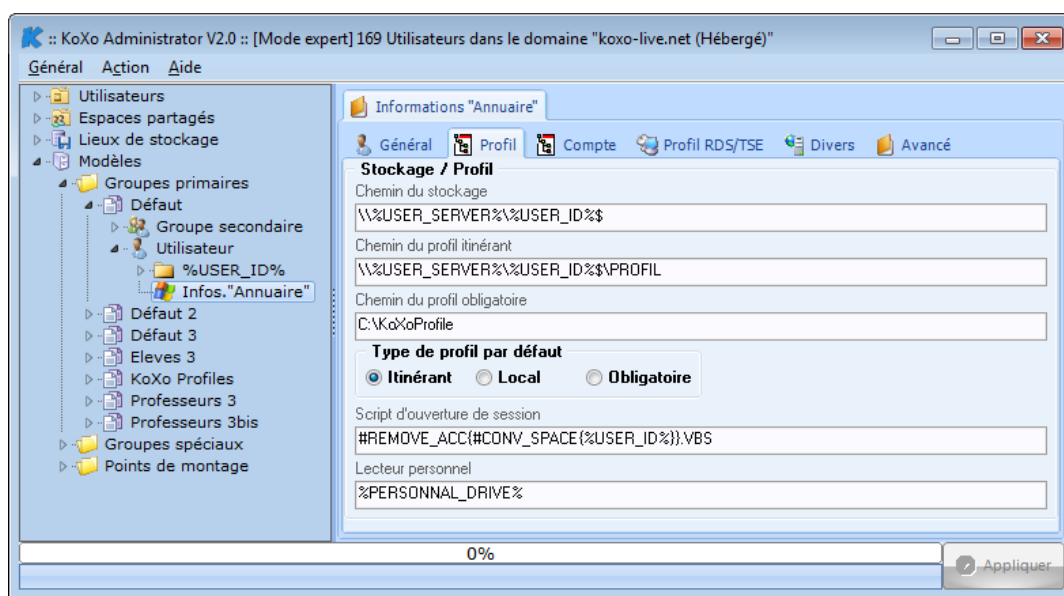 :: KoXo Administrator V2.0 :: [Mode expert] 169 Utilisateurs dans le domaine "koxo-live.net (Hébergé)"
Général Action Aide
Utilisateurs
Espaces partagés
Lieux de stockage
Modèles
Groupes primaires
Défaut
Groupe secondaire
Utilisateur
%USER_ID%
Infos."Annuaire"
Défaut 2
Défaut 3
Eleves 3
KoXo Profiles
Professeurs 3
Professeurs 3bis
Groupes spéciaux
Points de montage
Informations "Annuaire"
Général Profil Compte Profil RDS/TSE Divers Avancé
Stockage / Profil
Chemin du stockage
\\%USER_SERVER%\%USER_ID%$
Chemin du profil itinérant
\\%USER_SERVER%\%USER_ID%$\PROFIL
Chemin du profil obligatoire
C:\KoXoProfile
Type de profil par défaut
Itinérant Local Obligatoire
Script d'ouverture de session
#REMOVE_ACC{#CONV_SPACE{%USER_ID%}}.VBS
Lecteur personnel
%PERSONNAL_DRIVE%
0%
Appliquer